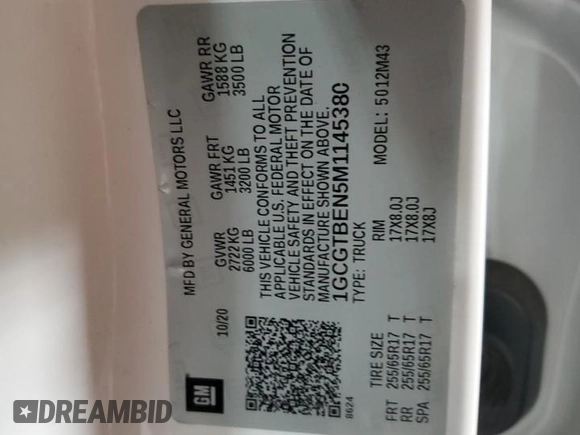 GM
10/20
MFD BY GENERAL MOTORS LLC
GVWR GAWR FRT GAWR RR
2722KG 1451 KG 1588 KG
6000 LB 3200 LB 3500 LB
THIS VEHICLE CONFORMS TO ALL
APPLICABLE U.S. FEDERAL MOTOR
VEHICLE SAFETY AND THEFT PREVENTION
STANDARDS IN EFFECT ON THE DATE OF
MANUFACTURE SHOWN ABOVE.
1GCGTBEN5M1145380
8624
TYPE: TRUCK MODEL: 5012M43
TIRE SIZE RIM
FRT 255/65R17 T 17X8.0J
RR 255/65R17 T 17X8.0J
SPA 255/65R17 T 17X8J
DREAMBID